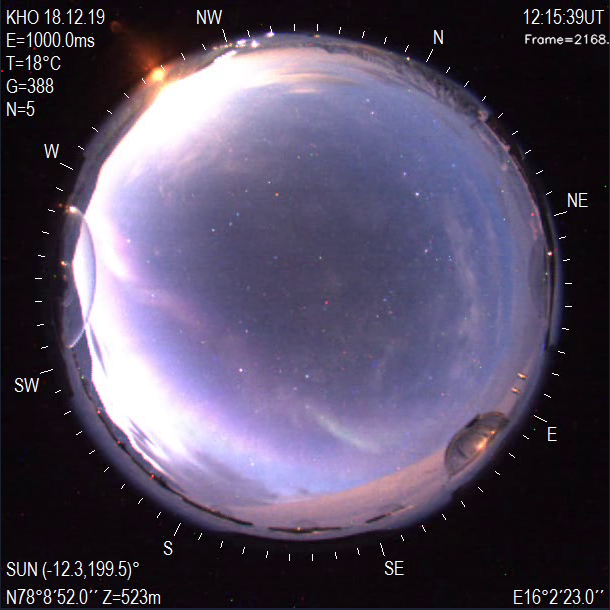 KHO 18.12.19
E=1000.0ms
T=18°C
G=388
N=5
12:15:39UT
Frame=2168.
NW
N
W
NE
SW
E
S
SE
SUN (-12.3,199.5)°
N78°8'52.0'' Z=523m
E16°2'23.0''